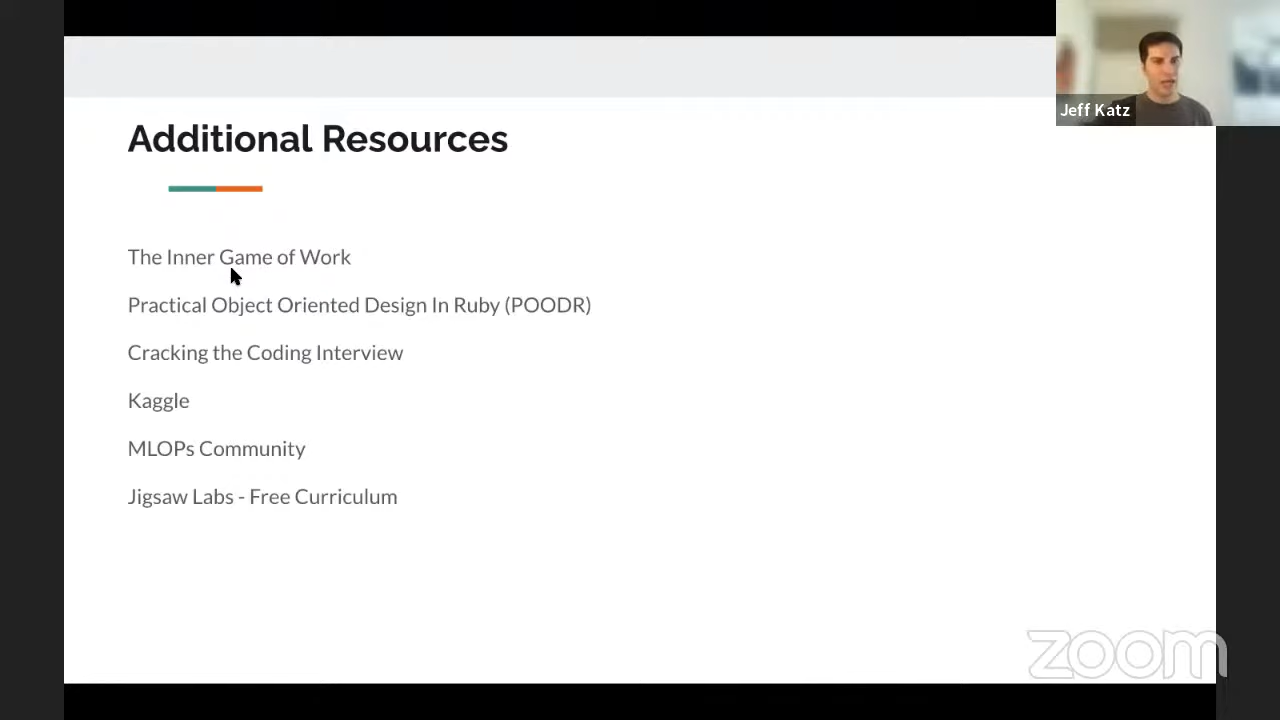 Jeff Katz
Additional Resources
The Inner Game of Work
Practical Object Oriented Design In Ruby (POODR)
Cracking the Coding Interview
Kaggle
MLOPs Community
Jigsaw Labs - Free Curriculum
zoom